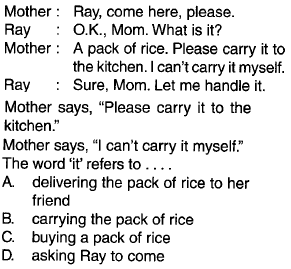 Mother : Ray, come here, please.
Ray : O.K., Mom. What is it?
Mother : A pack of rice. Please carry it to
the kitchen. I can't carry it myself.
Ray : Sure, Mom. Let me handle it.
Mother says, "Please carry it to the
kitchen."
Mother says, "I can't carry it myself."
The word 'it' refers to ....
A. delivering the pack of rice to her
friend
B. carrying the pack of rice
C. buying a pack of rice
D. asking Ray to come